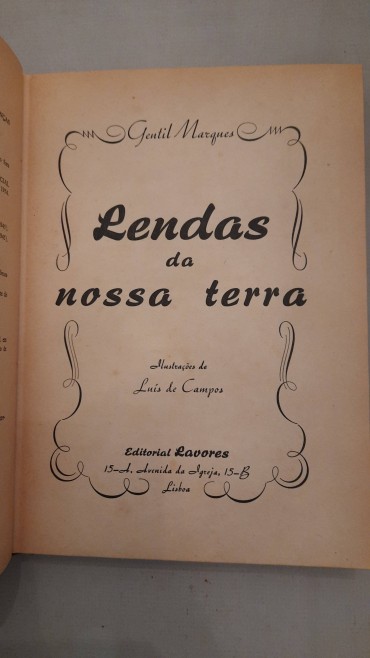 Gentil Marques
Lendas
da
nossa terra
Ilustrações de
Luís de Campos
Editorial Lavores
15-A, Avenida da Igreja, 15-B
Lisboa